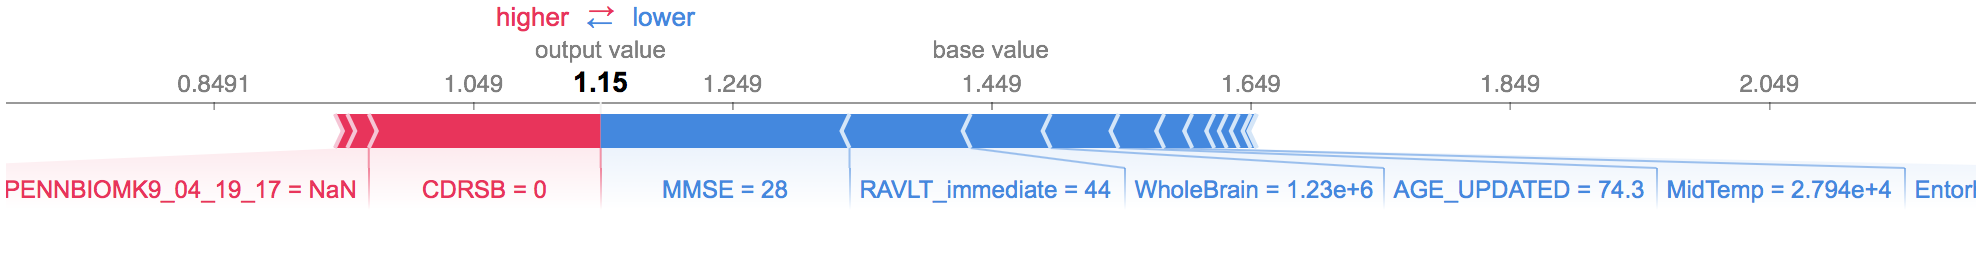 higher ⇄ lower
output value base value
0.8491 1.049 1.15 1.249 1.449 1.649 1.849 2.049
PENNBIOMK9_04_19_17 = NaN CDRSB = 0 MMSE = 28 RAVLT_immediate = 44 WholeBrain = 1.23e+6 AGE_UPDATED = 74.3 MidTemp = 2.794e+4